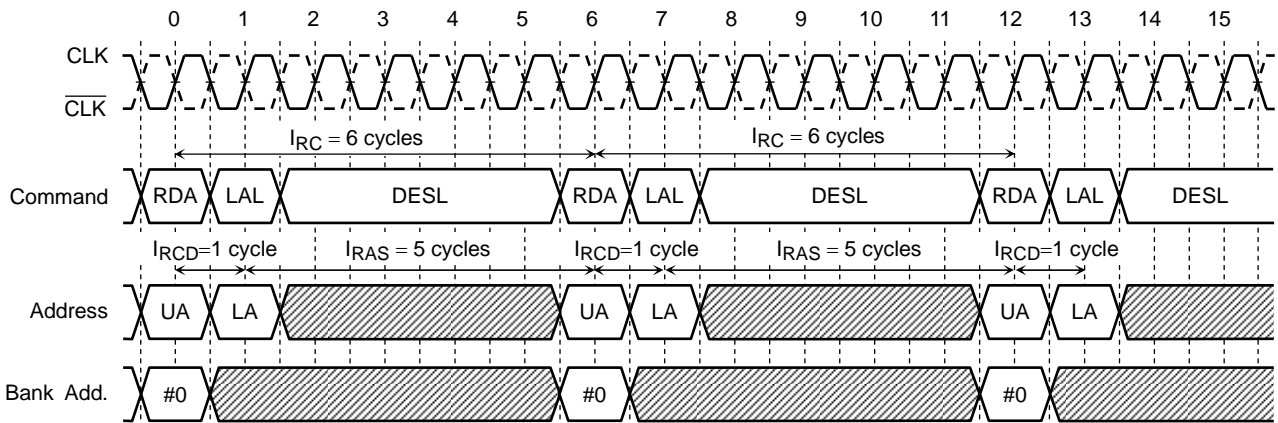 0 1 2 3 4 5 6 7 8 9 10 11 12 13 14 15
CLK
CLK
IRC = 6 cycles IRC = 6 cycles
Command RDA LAL DESL RDA LAL DESL RDA LAL DESL
IRCD=1 cycle IRAS = 5 cycles IRCD=1 cycle IRAS = 5 cycles IRCD=1 cycle
Address UA LA UA LA UA LA
Bank Add. #0 #0 #0